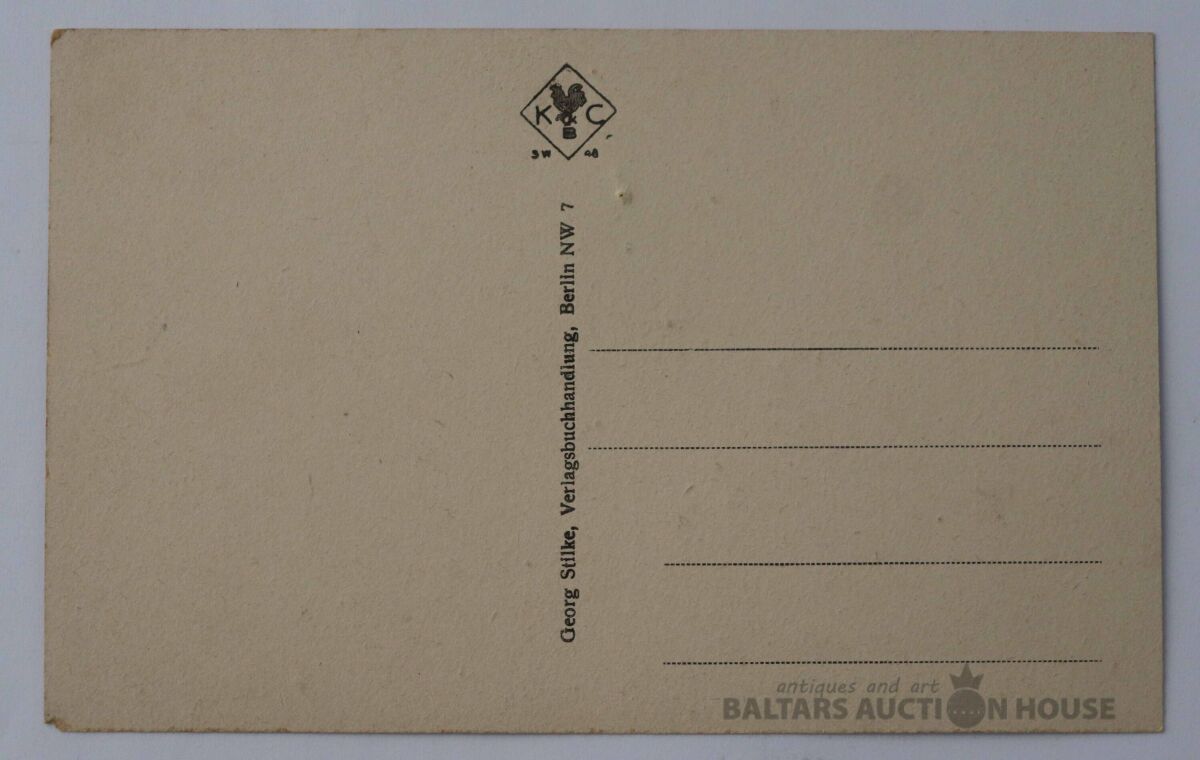 K C
SW 68
Georg Stilke, Verlagsbuchhandlung, Berlin NW 7
antiques and art
BALTARS AUCTION HOUSE